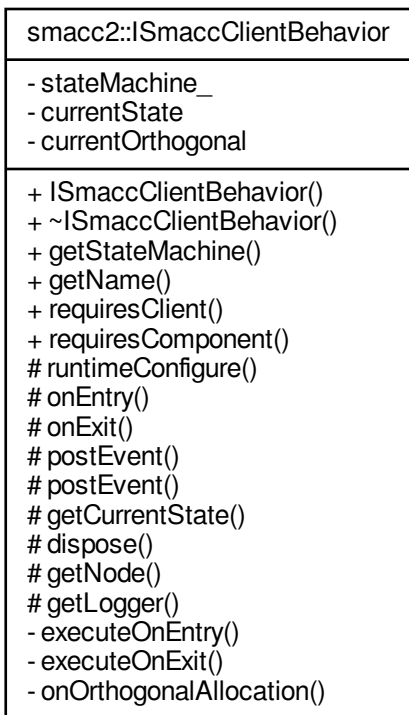 smacc2::ISmaccClientBehavior
- stateMachine_
- currentState
- currentOrthogonal
+ ISmaccClientBehavior()
+ ~ISmaccClientBehavior()
+ getStateMachine()
+ getName()
+ requiresClient()
+ requiresComponent()
# runtimeConfigure()
# onEntry()
# onExit()
# postEvent()
# postEvent()
# getCurrentState()
# dispose()
# getNode()
# getLogger()
- executeOnEntry()
- executeOnExit()
- onOrthogonalAllocation()